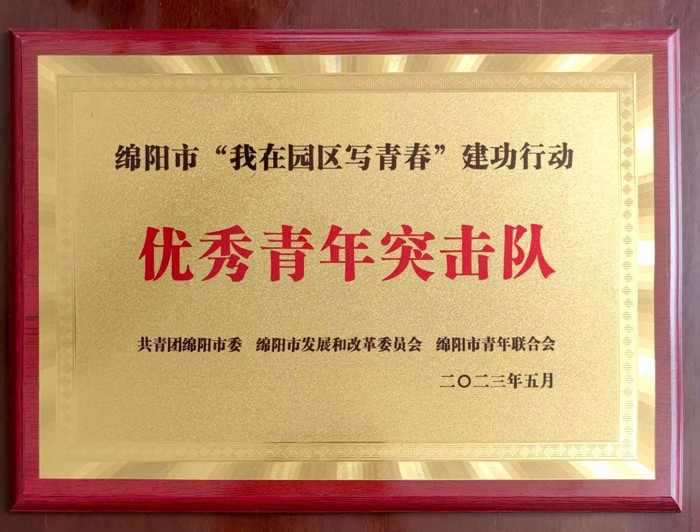 绵阳市“我在园区写青春”建功行动
优秀青年突击队
共青团绵阳市委 绵阳市发展和改革委员会 绵阳市青年联合会
二〇二三年五月